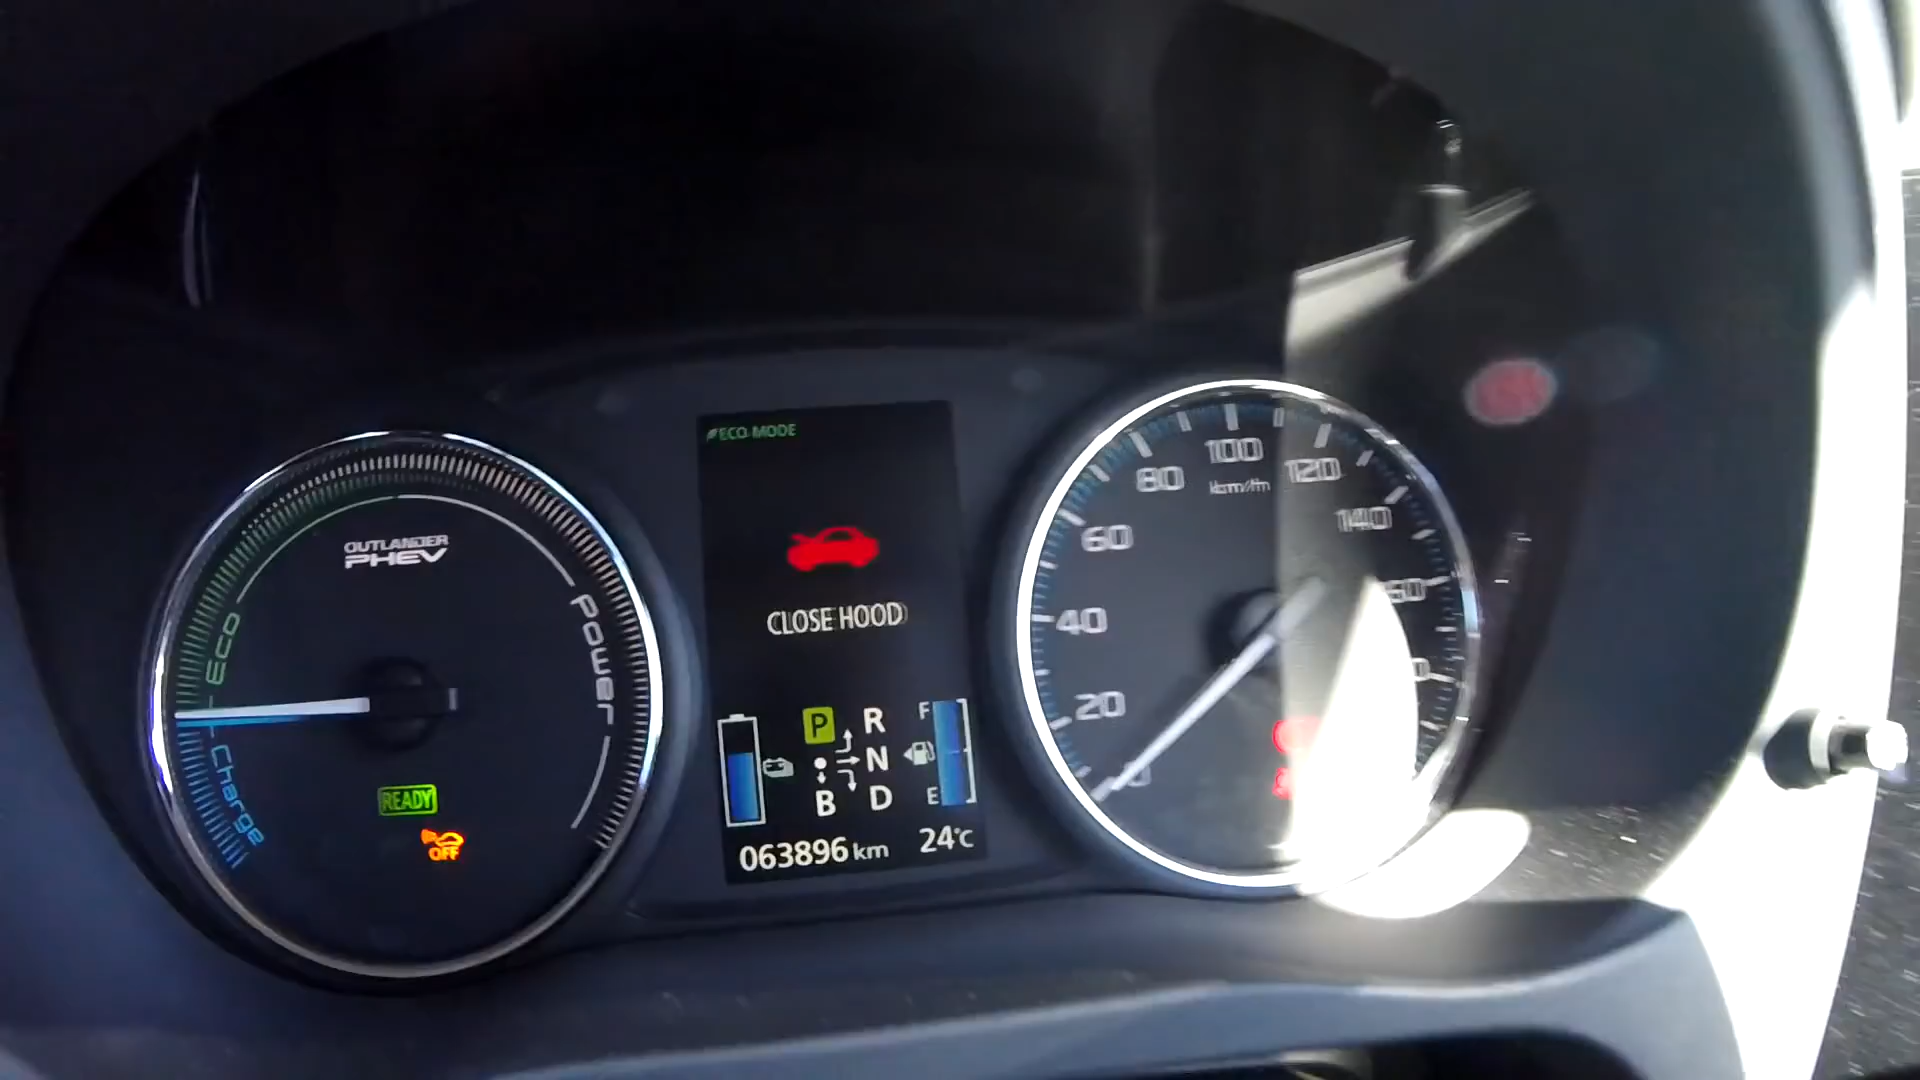 ECO MODE
OUTLANDER
PHEV
Eco
Charge
Power
READY
OFF
CLOSE HOOD
P
R
N
B
D
F
E
063896 km
24°C
20
40
60
80
100
120
140
km/h